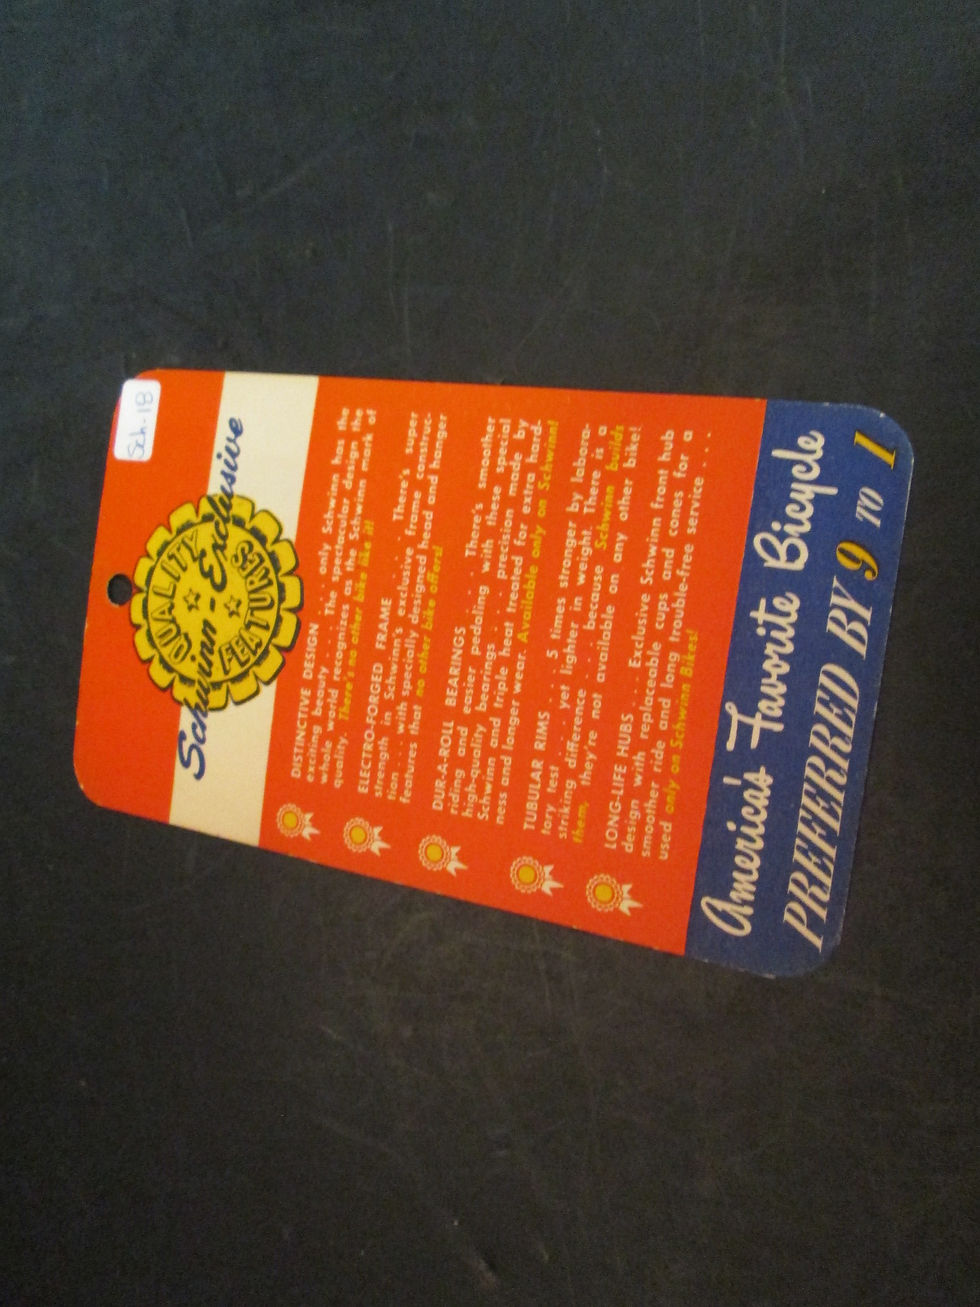 Sch-18
QUALITY
Schwinn-Exclusive
FEATURES
DISTINCTIVE DESIGN . . . only Schwinn has the
exciting beauty . . . The spectacular design the
whole world recognizes as the Schwinn mark of
quality. There's no other bike like it!
ELECTRO-FORGED FRAME . . . There's super
strength in Schwinn's exclusive frame construc-
tion . . . with specially designed head and hanger
features that no other bike offers!
DUR-A-ROLL BEARINGS . . . There's smoother
riding and easier pedaling with these special
high-quality bearings . . . precision made by
Schwinn and triple heat treated for extra hard-
ness and longer wear. Available only on Schwinn!
TUBULAR RIMS . . . 5 times stronger by labora-
tory test . . . yet lighter in weight. There is a
striking difference . . . because Schwinn builds
them, they're not available on any other bike!
LONG-LIFE HUBS . . . Exclusive Schwinn front hub
design with replaceable cups and cones for a
smoother ride and long trouble-free service . . .
used only on Schwinn Bikes!
America's Favorite Bicycle
PREFERRED BY 9 TO 1